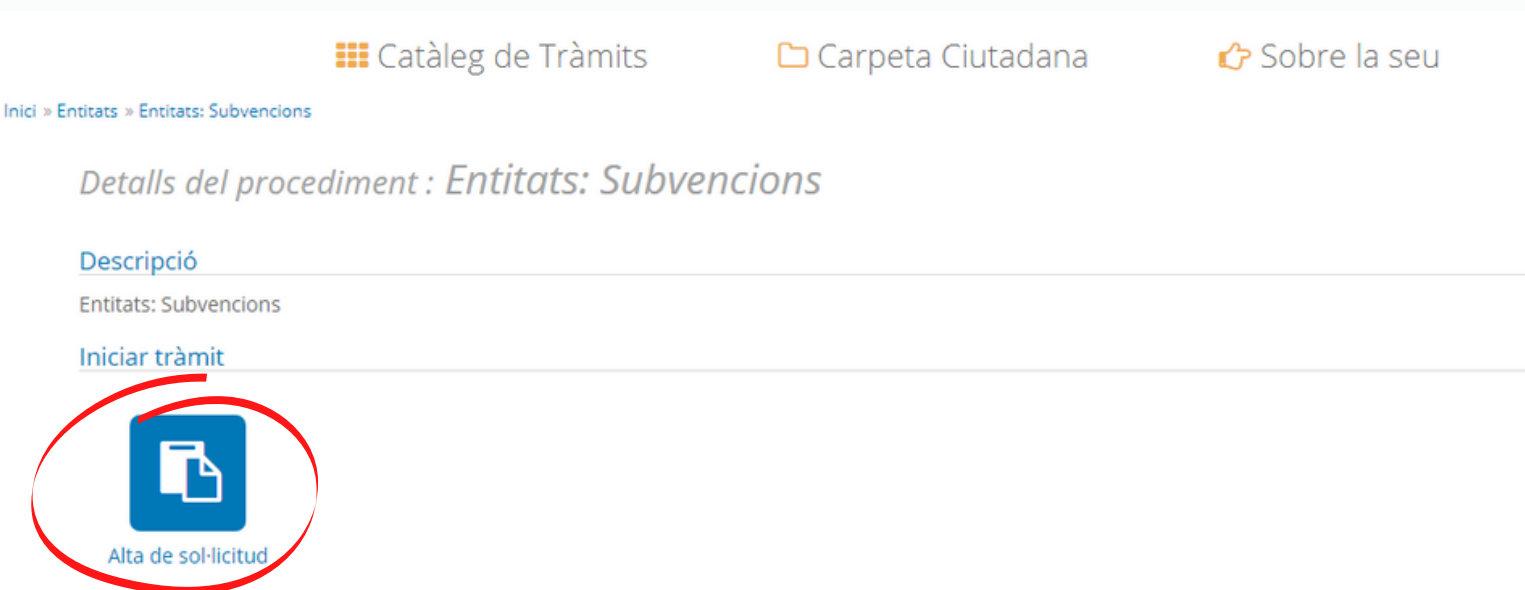 Catàleg de Tràmits Carpeta Ciutadana Sobre la seu
Inici » Entitats » Entitats: Subvencions
Detalls del procediment : Entitats: Subvencions
Descripció
Entitats: Subvencions
Iniciar tràmit
Alta de sol·licitud